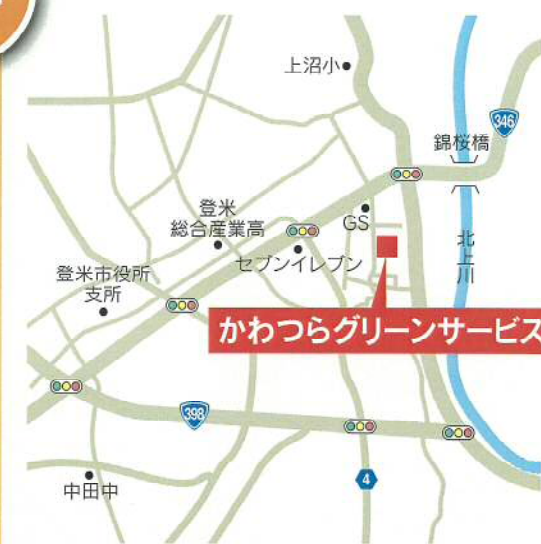 上沼小
346
錦桜橋
GS
登米
総合産業高
セブンイレブン
北上川
登米市役所
支所
かわつらグリーンサービス
398
4
中田中